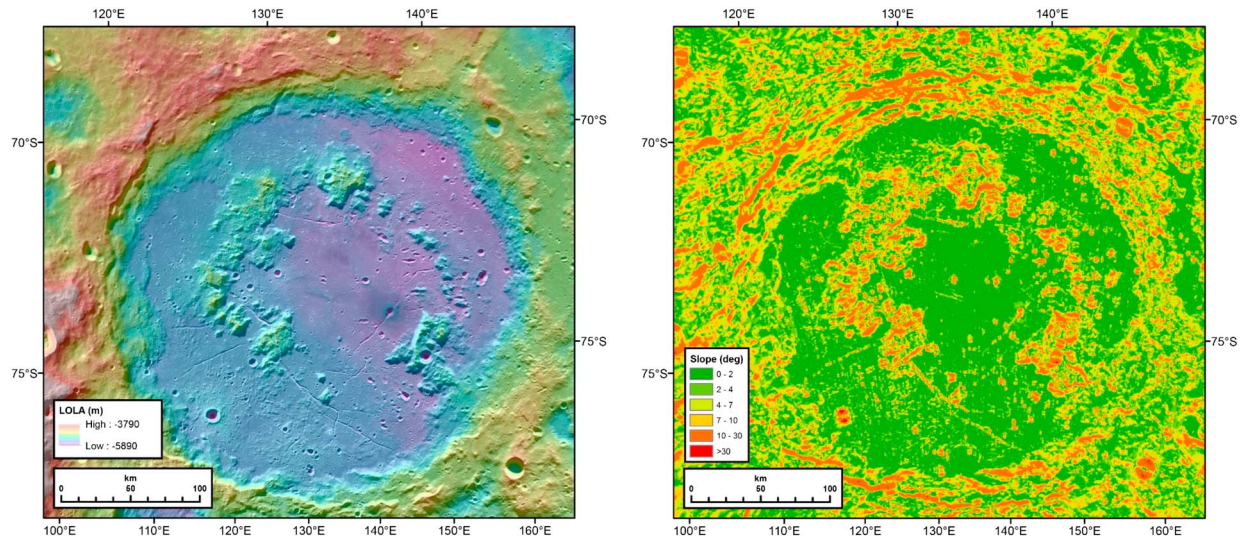 120°E 130°E 140°E
70°S
75°S
70°S
75°S
LOLA (m)
High : -3790
Low : -5890
km
0 50 100
100°E 110°E 120°E 130°E 140°E 150°E 160°E
120°E 130°E 140°E
70°S
75°S
70°S
75°S
Slope (deg)
0 - 2
2 - 4
4 - 7
7 - 10
10 - 30
>30
km
0 50 100
100°E 110°E 120°E 130°E 140°E 150°E 160°E